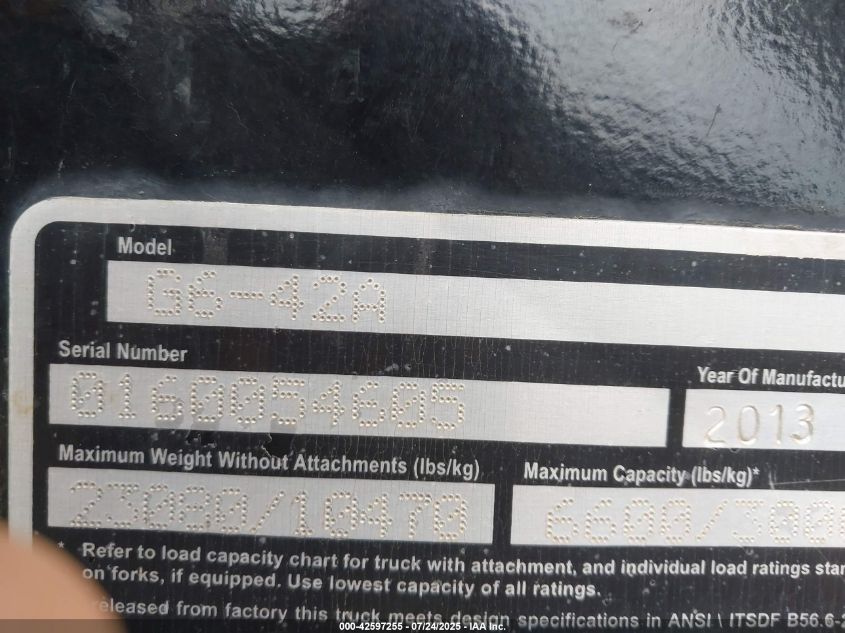 Model
G6-42A
Serial Number
0160054605
Year Of Manufactu
2013
Maximum Weight Without Attachments (lbs/kg)
23080/10470
Maximum Capacity (lbs/kg)*
6600/300
* Refer to load capacity chart for truck with attachment, and individual load ratings
on forks, if equipped. Use lowest capacity of all ratings.
released from factory this truck meets design specifications in ANSI \ ITSDF B56.6-2
000-42597255 - 07/24/2025 - IAA Inc.